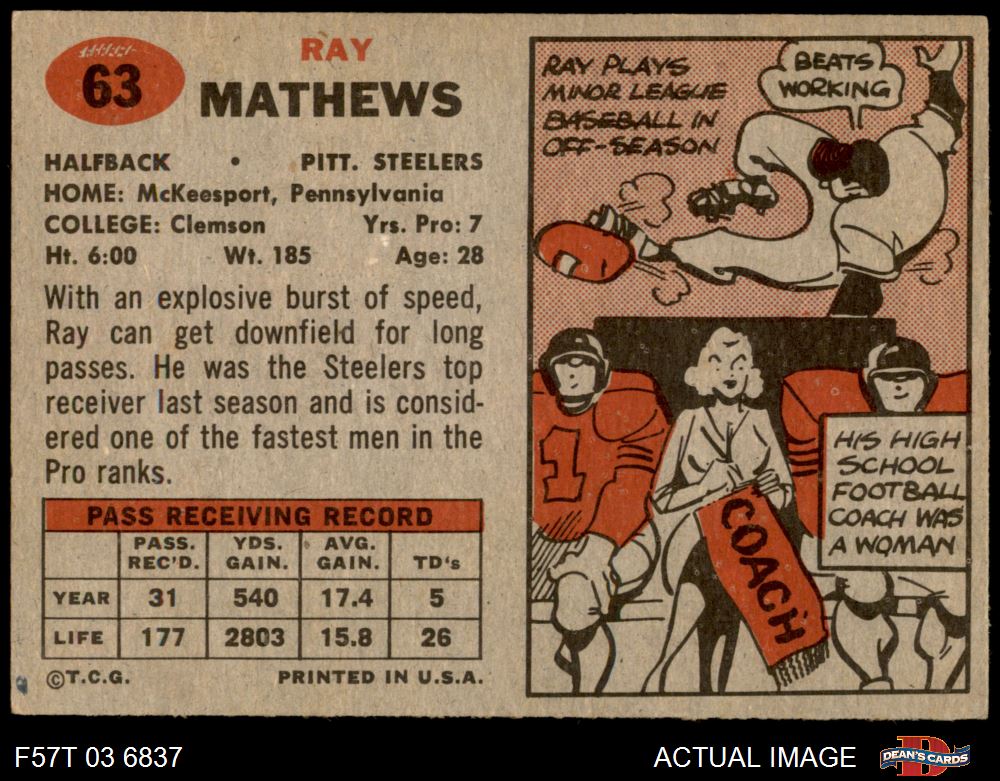 63
RAY
MATHEWS
HALFBACK • PITT. STEELERS
HOME: McKeesport, Pennsylvania
COLLEGE: Clemson Yrs. Pro: 7
Ht. 6:00 Wt. 185 Age: 28
With an explosive burst of speed,
Ray can get downfield for long
passes. He was the Steelers top
receiver last season and is consid-
ered one of the fastest men in the
Pro ranks.
PASS RECEIVING RECORD
PASS. REC'D. YDS. GAIN. AVG. GAIN. TD's
YEAR 31 540 17.4 5
LIFE 177 2803 15.8 26
©T.C.G. PRINTED IN U.S.A.
RAY PLAYS
MINOR LEAGUE
BASEBALL IN
OFF-SEASON
BEATS
WORKING
1
COACH
HIS HIGH
SCHOOL
FOOTBALL
COACH WAS
A WOMAN
F57T 03 6837
ACTUAL IMAGE
DEAN'S CARDS